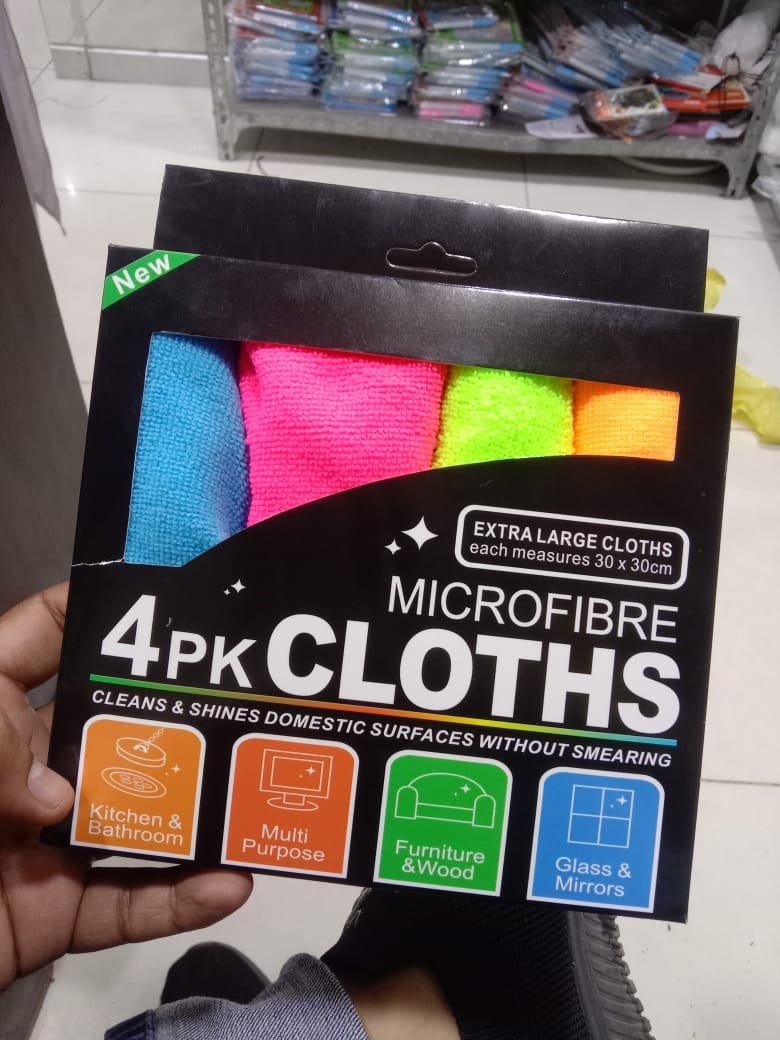 New
EXTRA LARGE CLOTHS
each measures 30 x 30cm
MICROFIBRE
4PK CLOTHS
CLEANS & SHINES DOMESTIC SURFACES WITHOUT SMEARING
Kitchen &
Bathroom
Multi
Purpose
Furniture
&Wood
Glass &
Mirrors